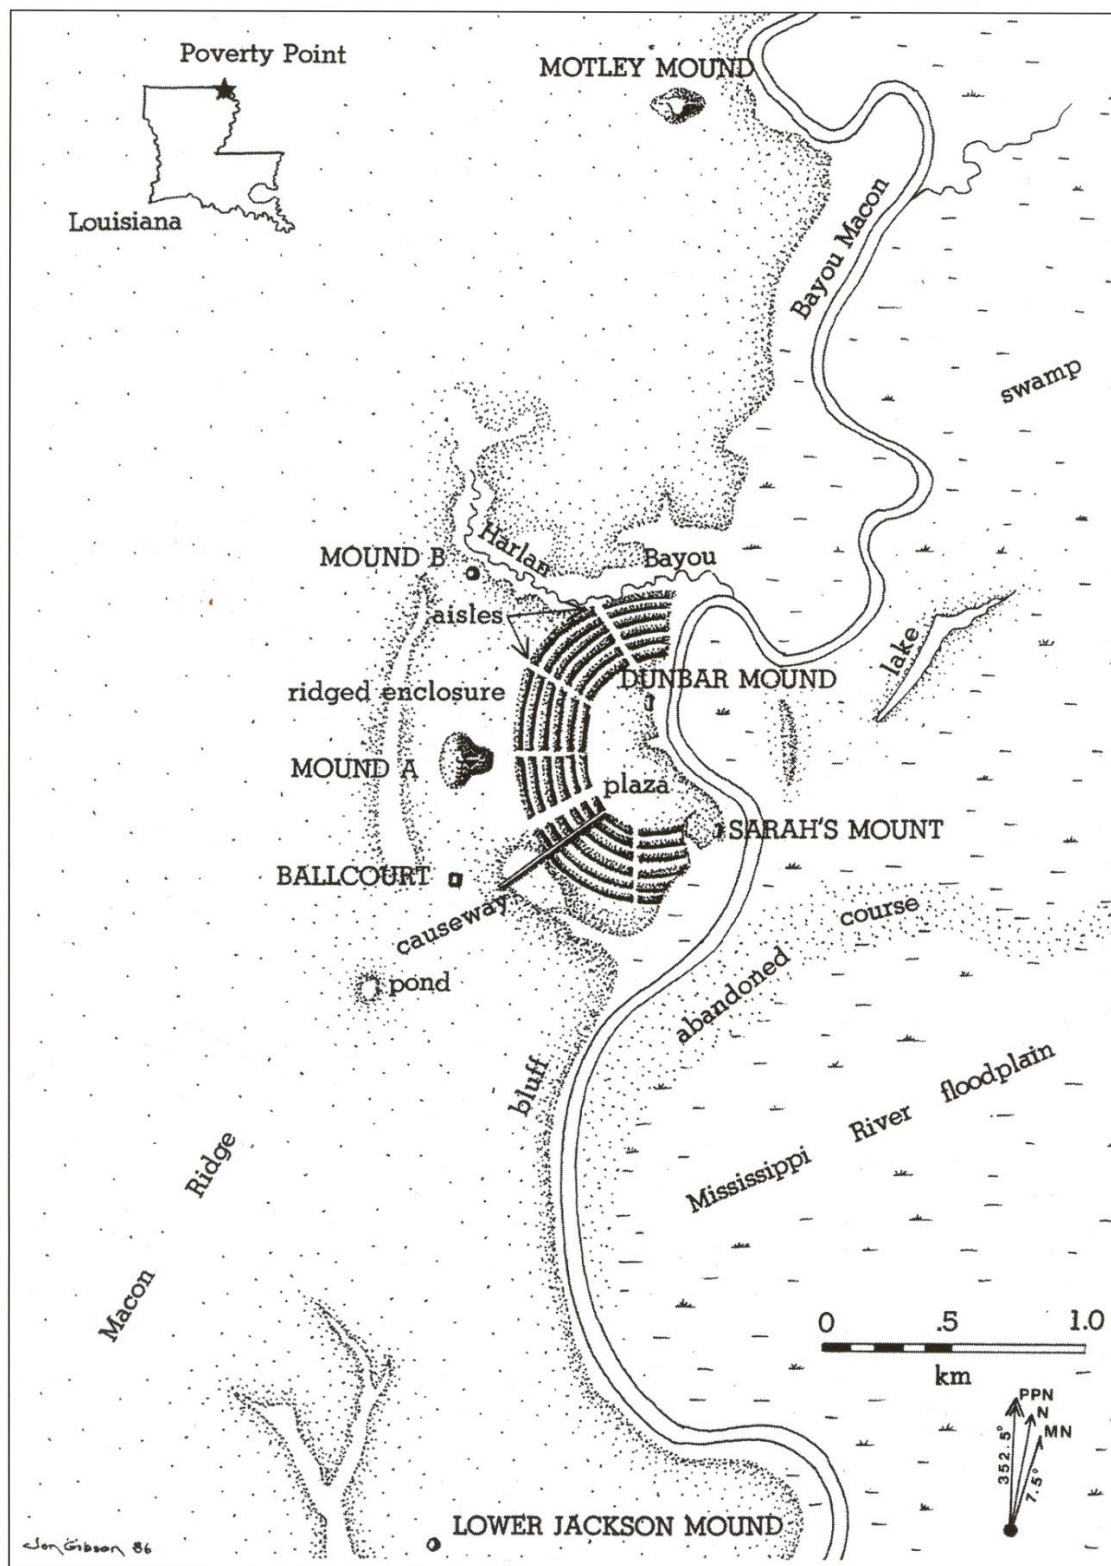 Poverty Point
Louisiana
MOTLEY MOUND
Bayou Macon
swamp
Harlan
Bayou
MOUND B
aisles
lake
DUNBAR MOUND
ridged enclosure
MOUND A
plaza
SARAH'S MOUNT
BALLCOURT
causeway
course
abandoned
pond
bluff
Mississippi River floodplain
Macon Ridge
0 .5 1.0
km
PPN
N
MN
352.5°
7.5°
LOWER JACKSON MOUND
Jon Gibson 86